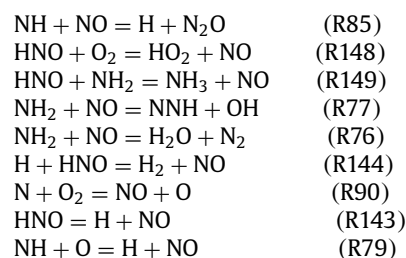 NH + NO = H + N₂O (R85)
HNO + O₂ = HO₂ + NO (R148)
HNO + NH₂ = NH₃ + NO (R149)
NH₂ + NO = NNH + OH (R77)
NH₂ + NO = H₂O + N₂ (R76)
H + HNO = H₂ + NO (R144)
N + O₂ = NO + O (R90)
HNO = H + NO (R143)
NH + O = H + NO (R79)